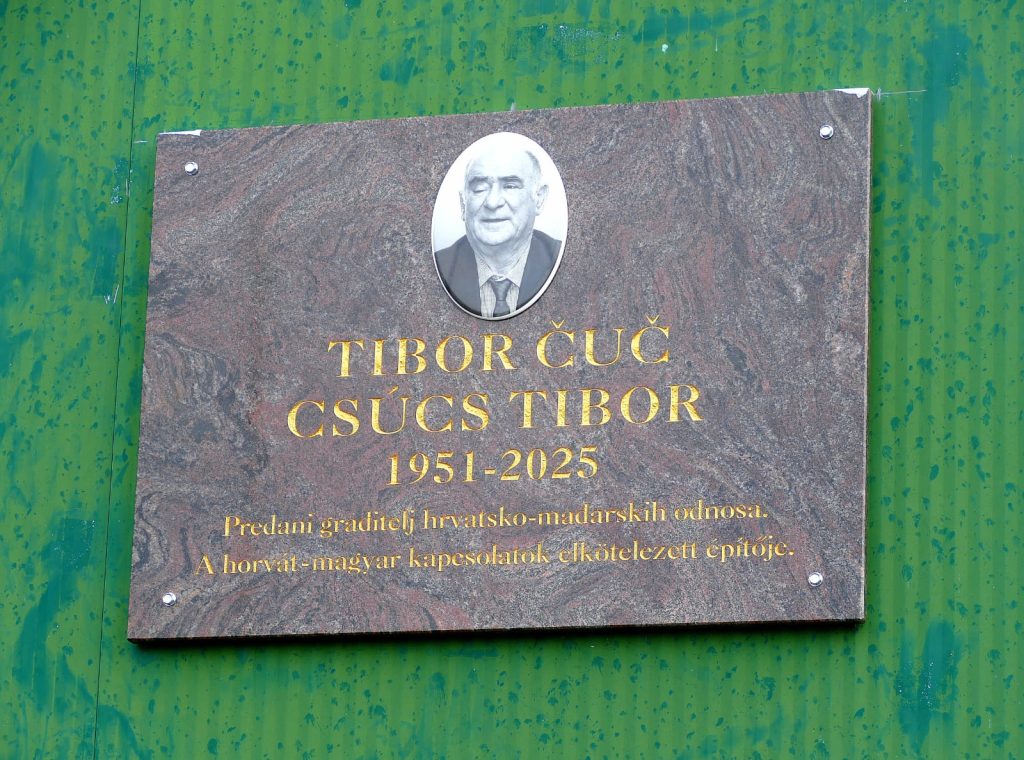 TIBOR ČUČ
CSÚCS TIBOR
1951-2025
Predani graditelj hrvatsko-mađarskih odnosa.
A horvát-magyar kapcsolatok elkötelezett építője.